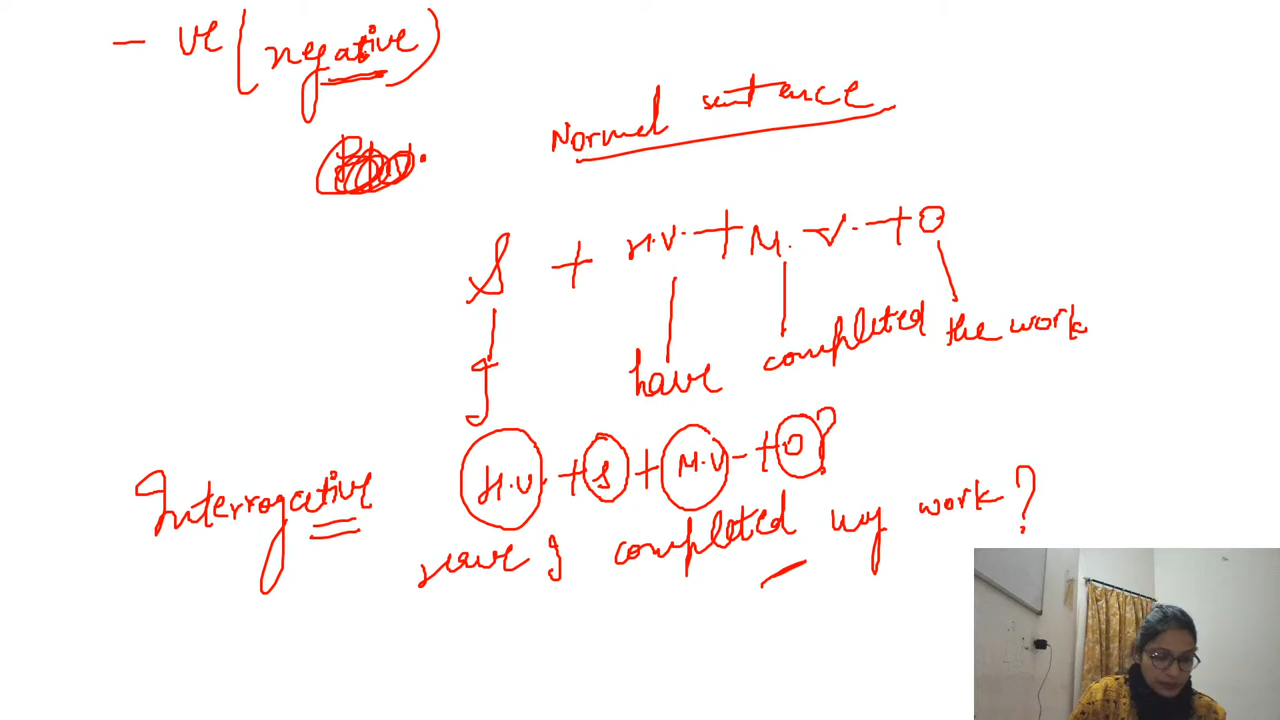 - ve (negative)
Normal sentence
S + H.V. + M.V. + O
I have completed the work
Interrogative H.V. + S + M.V + O?
Have I completed my work?